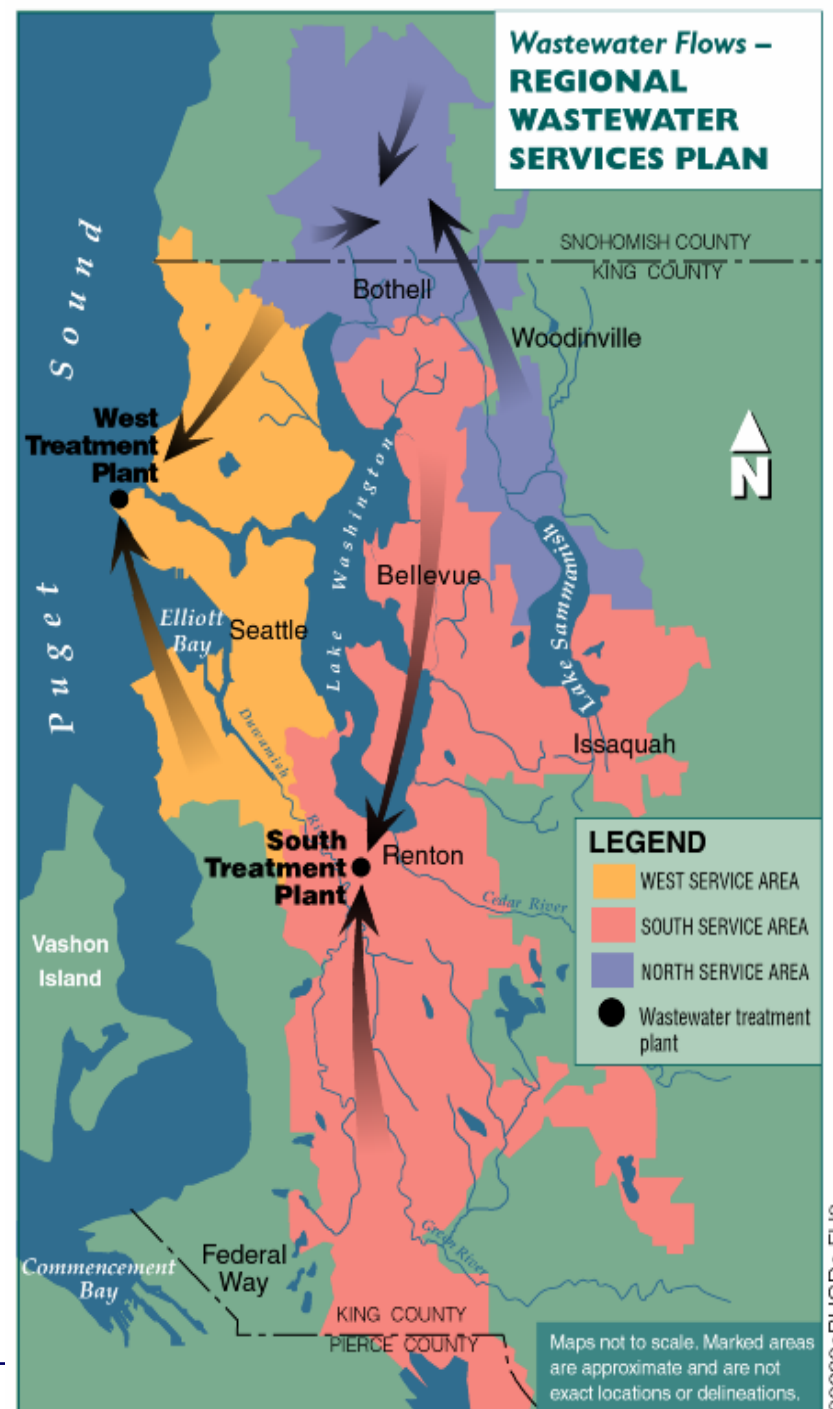 Wastewater Flows –
REGIONAL
WASTEWATER
SERVICES PLAN
SNOHOMISH COUNTY
KING COUNTY
Bothell
Woodinville
Puget Sound
West
Treatment
Plant
N
Lake Washington
Bellevue
Lake Sammamish
Elliott
Bay
Seattle
Duwamish River
Issaquah
South
Treatment
Plant
Renton
Cedar River
LEGEND
WEST SERVICE AREA
SOUTH SERVICE AREA
NORTH SERVICE AREA
Wastewater treatment
plant
Vashon
Island
Green River
Federal
Way
Commencement
Bay
KING COUNTY
PIERCE COUNTY
Maps not to scale. Marked areas
are approximate and are not
exact locations or delineations.